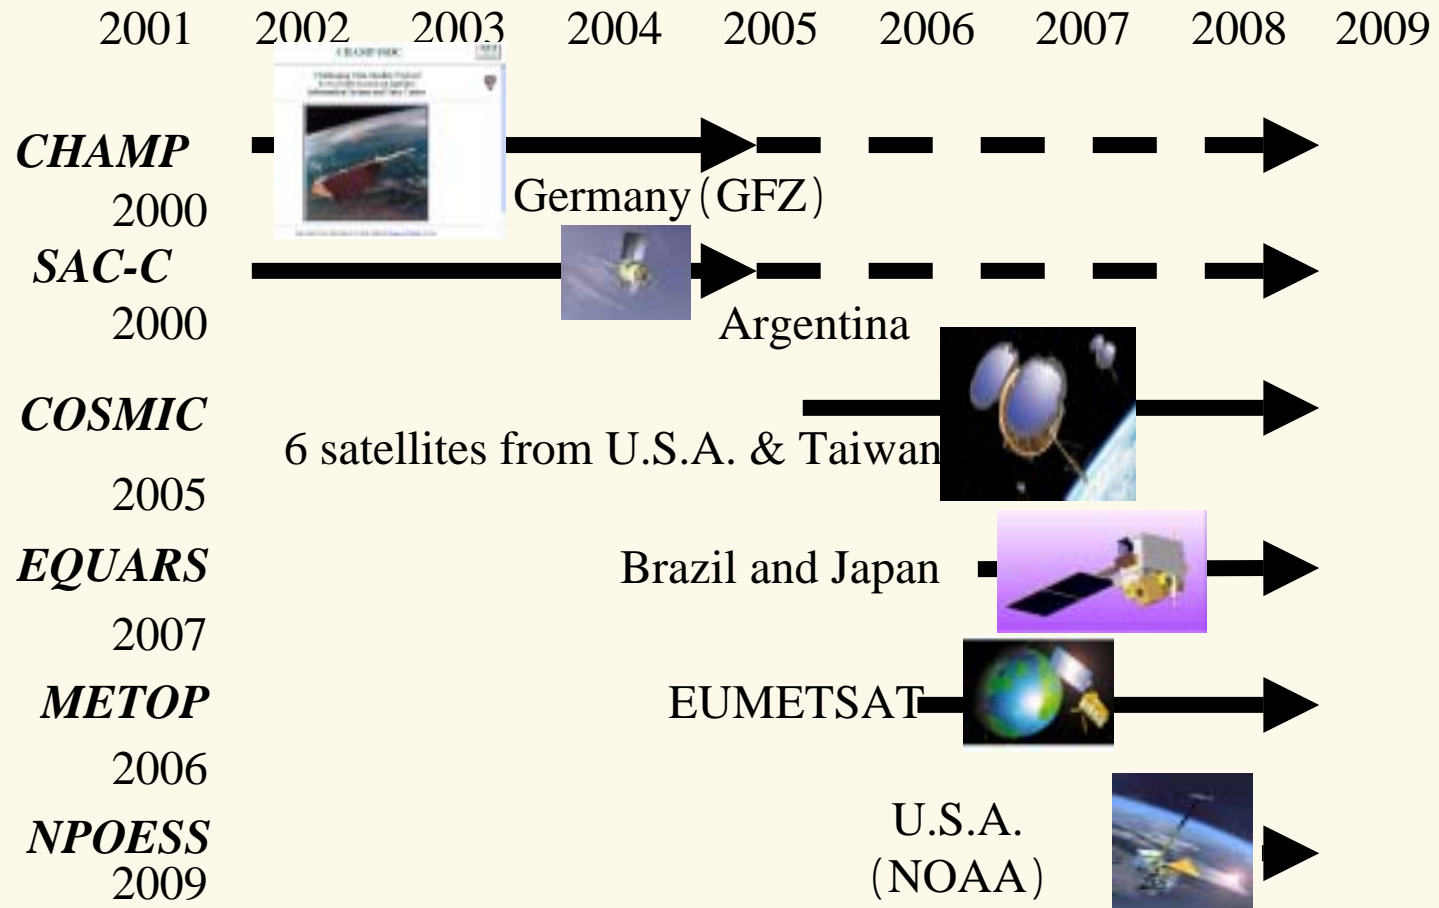 2001 2002 2003 2004 2005 2006 2007 2008 2009
CHAMP
2000
Germany (GFZ)
SAC-C
2000
Argentina
COSMIC
6 satellites from U.S.A. & Taiwan
2005
EQUARS
Brazil and Japan
2007
METOP
EUMETSAT
2006
NPOESS
2009
U.S.A.
(NOAA)